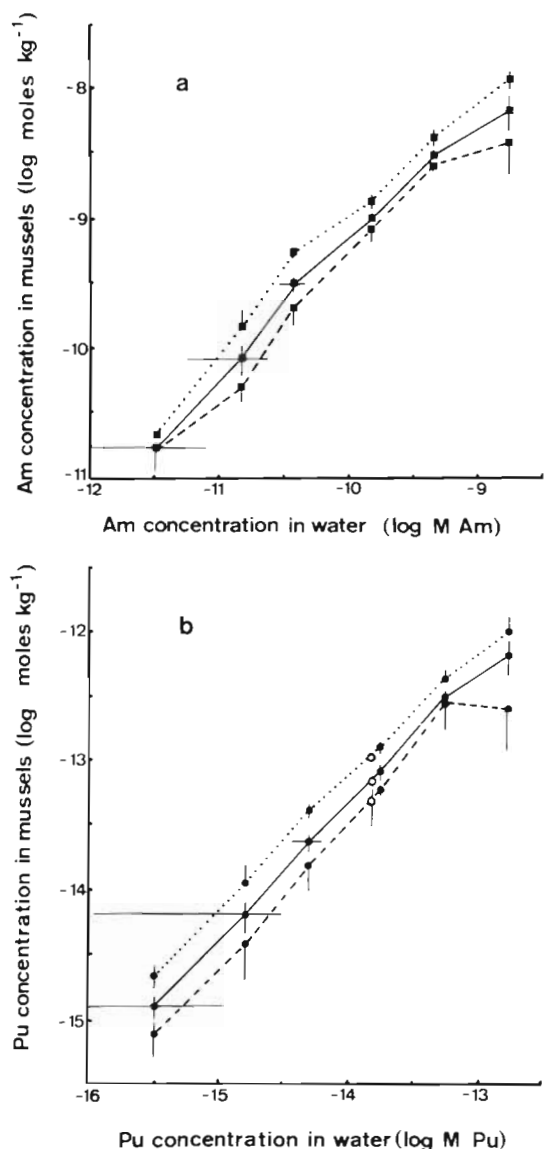 a
-8
-9
-10
-11
Am concentration in mussels (log moles kg⁻¹)
-12
-11
-10
-9
Am concentration in water (log M Am)
b
-12
-13
-14
-15
Pu concentration in mussels (log moles kg⁻¹)
-16
-15
-14
-13
Pu concentration in water (log M Pu)